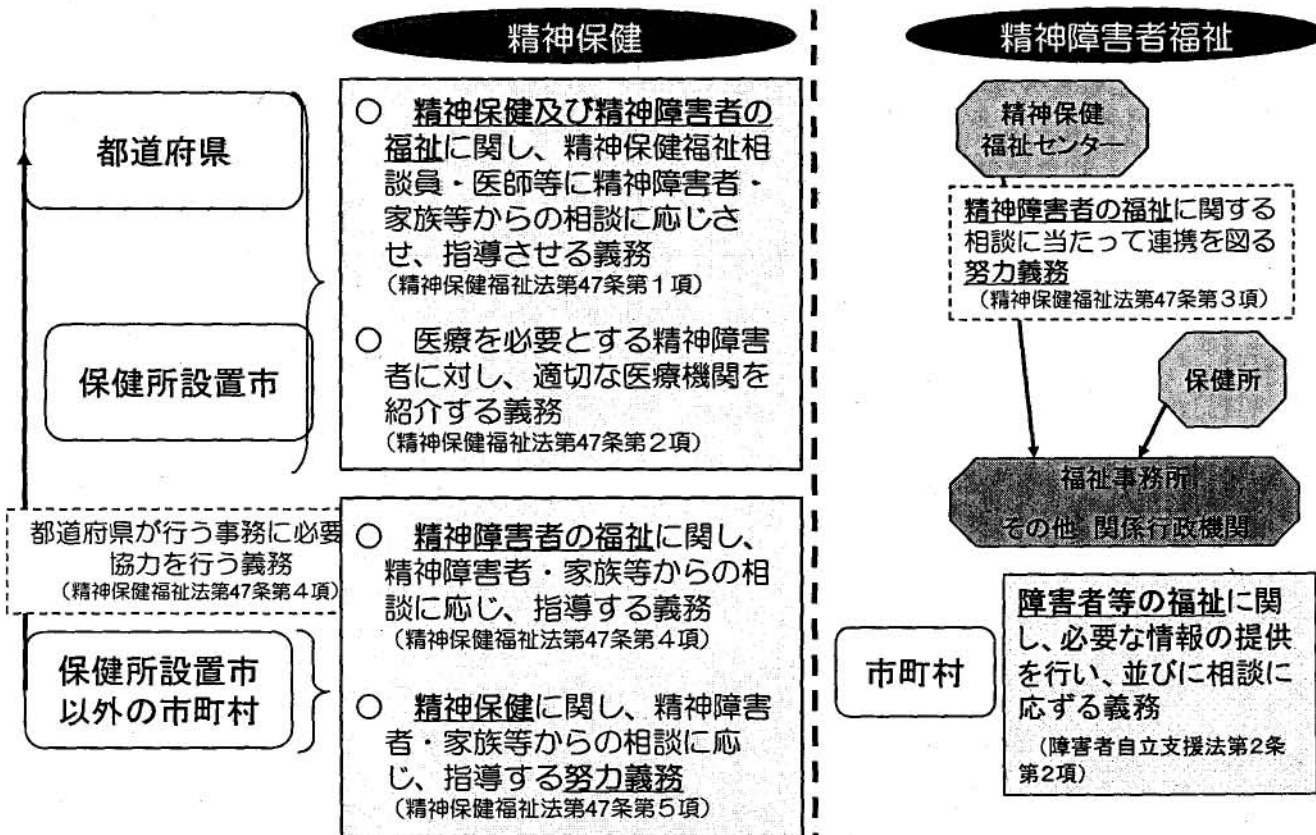 精神保健
都道府県
保健所設置市
○ 精神保健及び精神障害者の
福祉に関し、精神保健福祉相
談員・医師等に精神障害者・
家族等からの相談に応じさ
せ、指導させる義務
（精神保健福祉法第47条第１項）
○ 医療を必要とする精神障害
者に対し、適切な医療機関を
紹介する義務
（精神保健福祉法第47条第２項）
都道府県が行う事務に必要
協力を行う義務
（精神保健福祉法第47条第４項）
保健所設置市
以外の市町村
○ 精神障害者の福祉に関し、
精神障害者・家族等からの相
談に応じ、指導する義務
（精神保健福祉法第47条第４項）
○ 精神保健に関し、精神障害
者・家族等からの相談に応
じ、指導する努力義務
（精神保健福祉法第47条第５項）
精神障害者福祉
精神保健
福祉センター
精神障害者の福祉に関する
相談に当たって連携を図る
努力義務
（精神保健福祉法第47条第３項）
保健所
福祉事務所
その他 関係行政機関
市町村
障害者等の福祉に関
し、必要な情報の提供
を行い、並びに相談に
応ずる義務
（障害者自立支援法第2条
第2項）